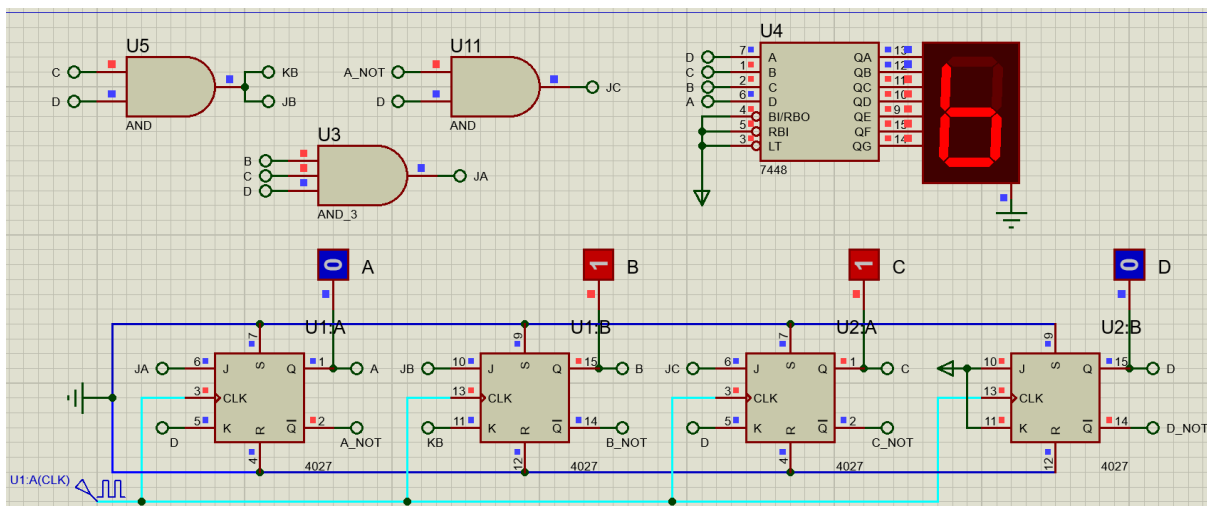 U5
C
D
KB
JB
AND
U11
A_NOT
D
JC
AND
U3
B
C
D
JA
AND_3
U4
D 7 A QA 13
C 1 B QB 12
B 2 C QC 11
A 6 D QD 10
4 BI/RBO QE 9
5 RBI QF 15
3 LT QG 14
7448
0 A
1 B
1 C
0 D
U1:A
7
JA 6 J S Q 1 A
3 CLK
D 5 K R Q 2 A_NOT
4
4027
U1:B
9
JB 10 J S Q 15 B
13 CLK
KB 11 K R Q 14 B_NOT
12
4027
U2:A
7
JC 6 J S Q 1 C
3 CLK
D 5 K R Q 2 C_NOT
4
4027
U2:B
9
10 J S Q 15 D
13 CLK
11 K R Q 14 D_NOT
12
4027
U1:A(CLK)